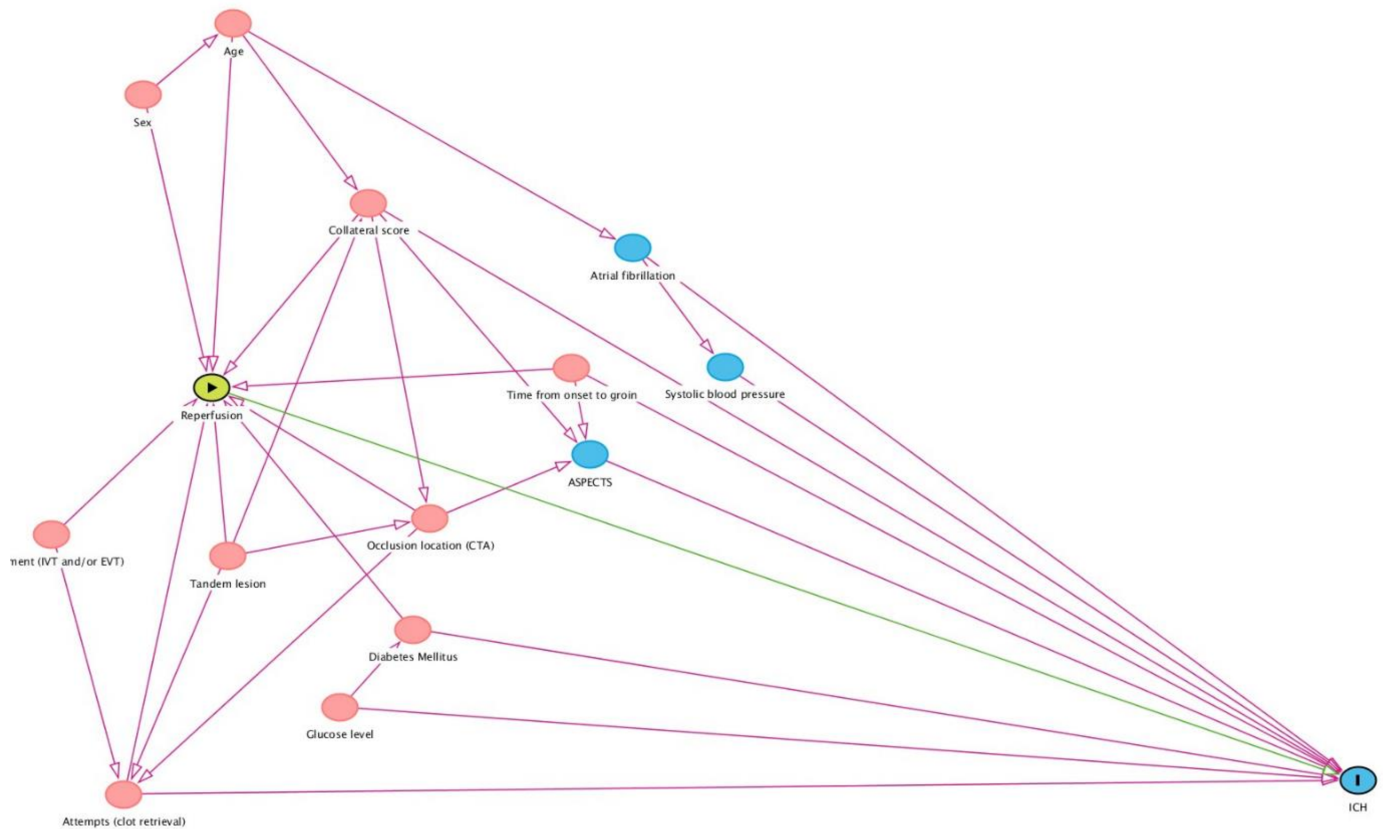 Age
Sex
Collateral score
Atrial fibrillation
Time from onset to groin
Systolic blood pressure
Reperfusion
ASPECTS
Occlusion location (CTA)
ment (IVT and/or EVT)
Tandem lesion
Diabetes Mellitus
Glucose level
ICH
Attempts (clot retrieval)